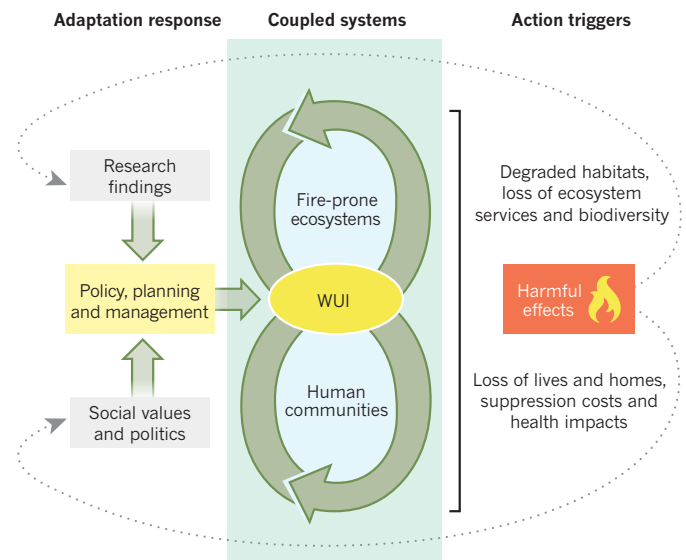 Adaptation response
Coupled systems
Action triggers
Research
findings
Policy, planning
and management
Social values
and politics
Fire-prone
ecosystems
WUI
Human
communities
Degraded habitats,
loss of ecosystem
services and biodiversity
Harmful
effects
Loss of lives and homes,
suppression costs and
health impacts